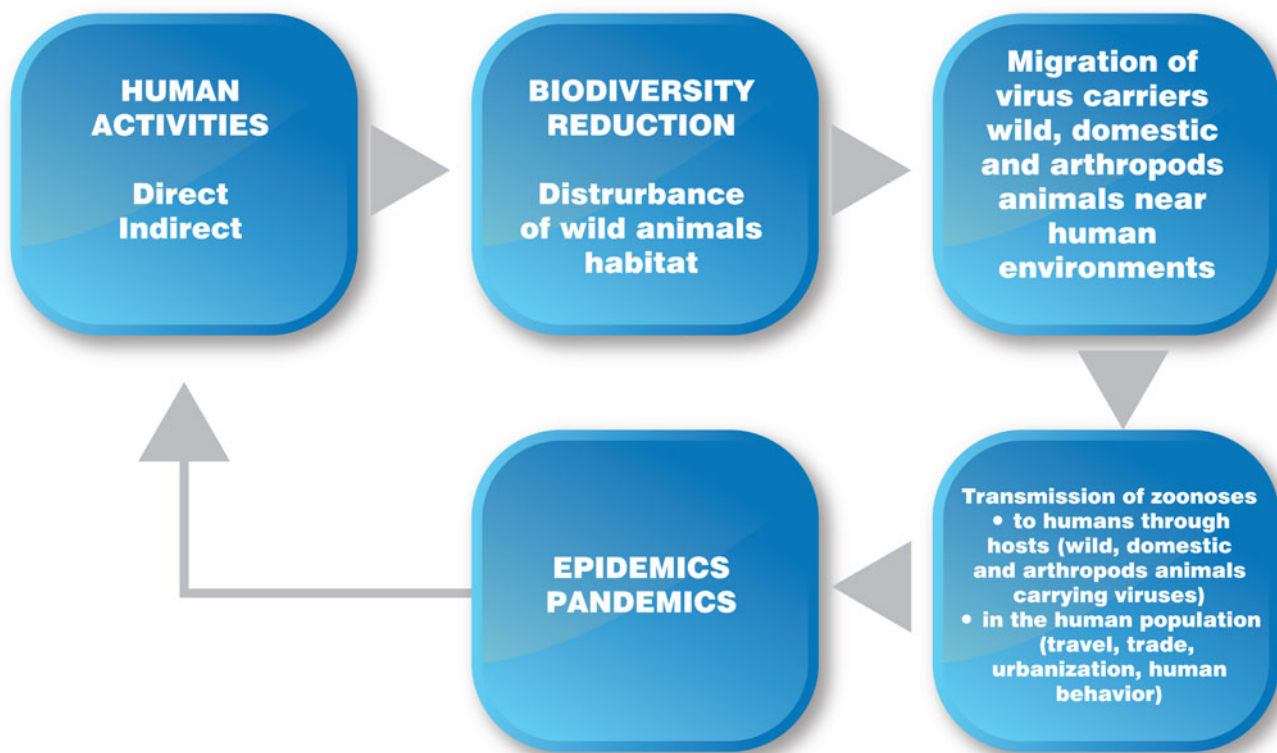 HUMAN
ACTIVITIES
Direct
Indirect
BIODIVERSITY
REDUCTION
Distrurbance
of wild animals
habitat
Migration of
virus carriers
wild, domestic
and arthropods
animals near
human
environments
Transmission of zoonoses
• to humans through
hosts (wild, domestic
and arthropods animals
carrying viruses)
• in the human population
(travel, trade,
urbanization, human
behavior)
EPIDEMICS
PANDEMICS